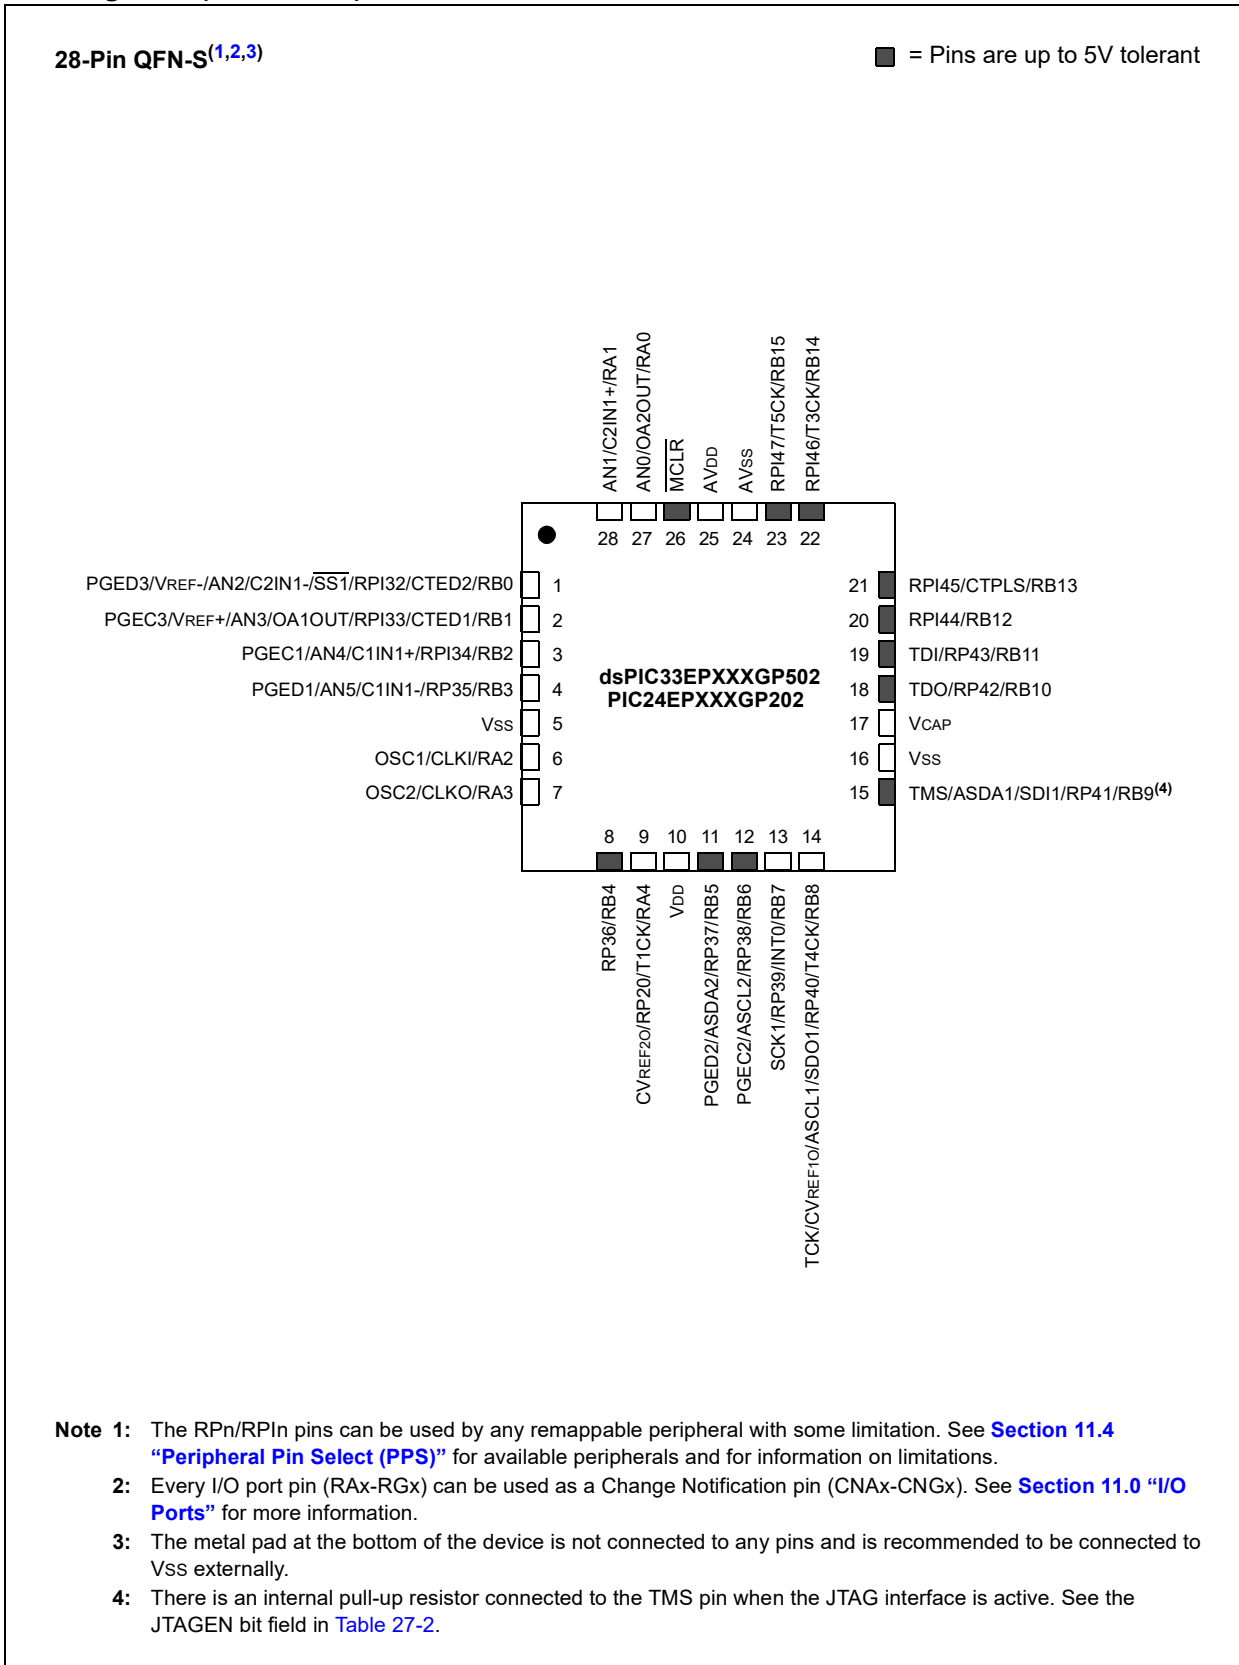 28-Pin QFN-S(1,2,3)
= Pins are up to 5V tolerant
AN1/C2IN1+/RA1
AN0/OA2OUT/RA0
MCLR
AVDD
AVSS
RPI47/T5CK/RB15
RPI46/T3CK/RB14
28 27 26 25 24 23 22
PGED3/VREF-/AN2/C2IN1-/SS1/RPI32/CTED2/RB0 1
PGEC3/VREF+/AN3/OA1OUT/RPI33/CTED1/RB1 2
PGEC1/AN4/C1IN1+/RPI34/RB2 3
PGED1/AN5/C1IN1-/RP35/RB3 4
VSS 5
OSC1/CLKI/RA2 6
OSC2/CLKO/RA3 7
dsPIC33EPXXXGP502
PIC24EPXXXGP202
21 RPI45/CTPLS/RB13
20 RPI44/RB12
19 TDI/RP43/RB11
18 TDO/RP42/RB10
17 VCAP
16 VSS
15 TMS/ASDA1/SDI1/RP41/RB9(4)
8 9 10 11 12 13 14
RP36/RB4
CVREF2O/RP20/T1CK/RA4
VDD
PGED2/ASDA2/RP37/RB5
PGEC2/ASCL2/RP38/RB6
SCK1/RP39/INT0/RB7
TCK/CVREF1O/ASCL1/SDO1/RP40/T4CK/RB8
Note 1: The RPn/RPIn pins can be used by any remappable peripheral with some limitation. See Section 11.4
“Peripheral Pin Select (PPS)” for available peripherals and for information on limitations.
2: Every I/O port pin (RAx-RGx) can be used as a Change Notification pin (CNAx-CNGx). See Section 11.0 “I/O
Ports” for more information.
3: The metal pad at the bottom of the device is not connected to any pins and is recommended to be connected to
VSS externally.
4: There is an internal pull-up resistor connected to the TMS pin when the JTAG interface is active. See the
JTAGEN bit field in Table 27-2.